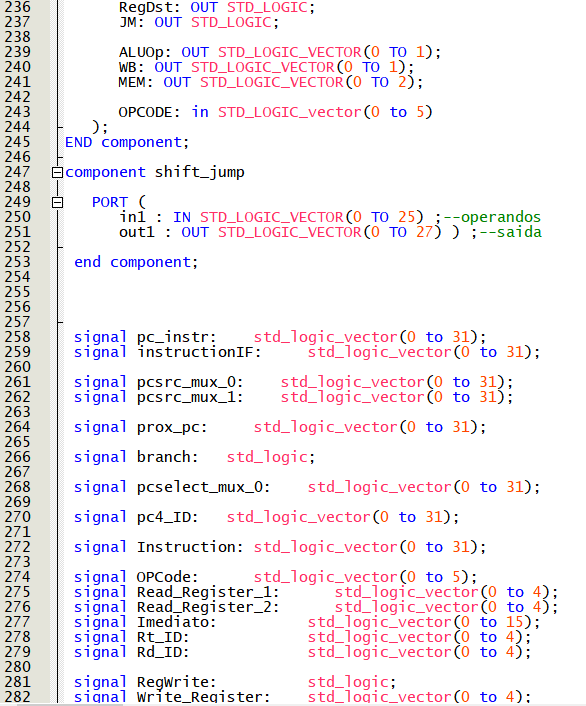 236 RegDst: OUT STD_LOGIC;
237 JM: OUT STD_LOGIC;
238
239 ALUOp: OUT STD_LOGIC_VECTOR(0 TO 1);
240 WB: OUT STD_LOGIC_VECTOR(0 TO 1);
241 MEM: OUT STD_LOGIC_VECTOR(0 TO 2);
242
243 OPCODE: in STD_LOGIC_vector(0 to 5)
244 );
245 END component;
246
247 component shift_jump
248
249 PORT (
250 in1 : IN STD_LOGIC_VECTOR(0 TO 25) ;--operandos
251 out1 : OUT STD_LOGIC_VECTOR(0 TO 27) ) ;--saida
252
253 end component;
254
255
256
257
258 signal pc_instr: std_logic_vector(0 to 31);
259 signal instructionIF: std_logic_vector(0 to 31);
260
261 signal pcsrc_mux_0: std_logic_vector(0 to 31);
262 signal pcsrc_mux_1: std_logic_vector(0 to 31);
263
264 signal prox_pc: std_logic_vector(0 to 31);
265
266 signal branch: std_logic;
267
268 signal pcselect_mux_0: std_logic_vector(0 to 31);
269
270 signal pc4_ID: std_logic_vector(0 to 31);
271
272 signal Instruction: std_logic_vector(0 to 31);
273
274 signal OPCode: std_logic_vector(0 to 5);
275 signal Read_Register_1: std_logic_vector(0 to 4);
276 signal Read_Register_2: std_logic_vector(0 to 4);
277 signal Imediato: std_logic_vector(0 to 15);
278 signal Rt_ID: std_logic_vector(0 to 4);
279 signal Rd_ID: std_logic_vector(0 to 4);
280
281 signal RegWrite: std_logic;
282 signal Write_Register: std_logic_vector(0 to 4);